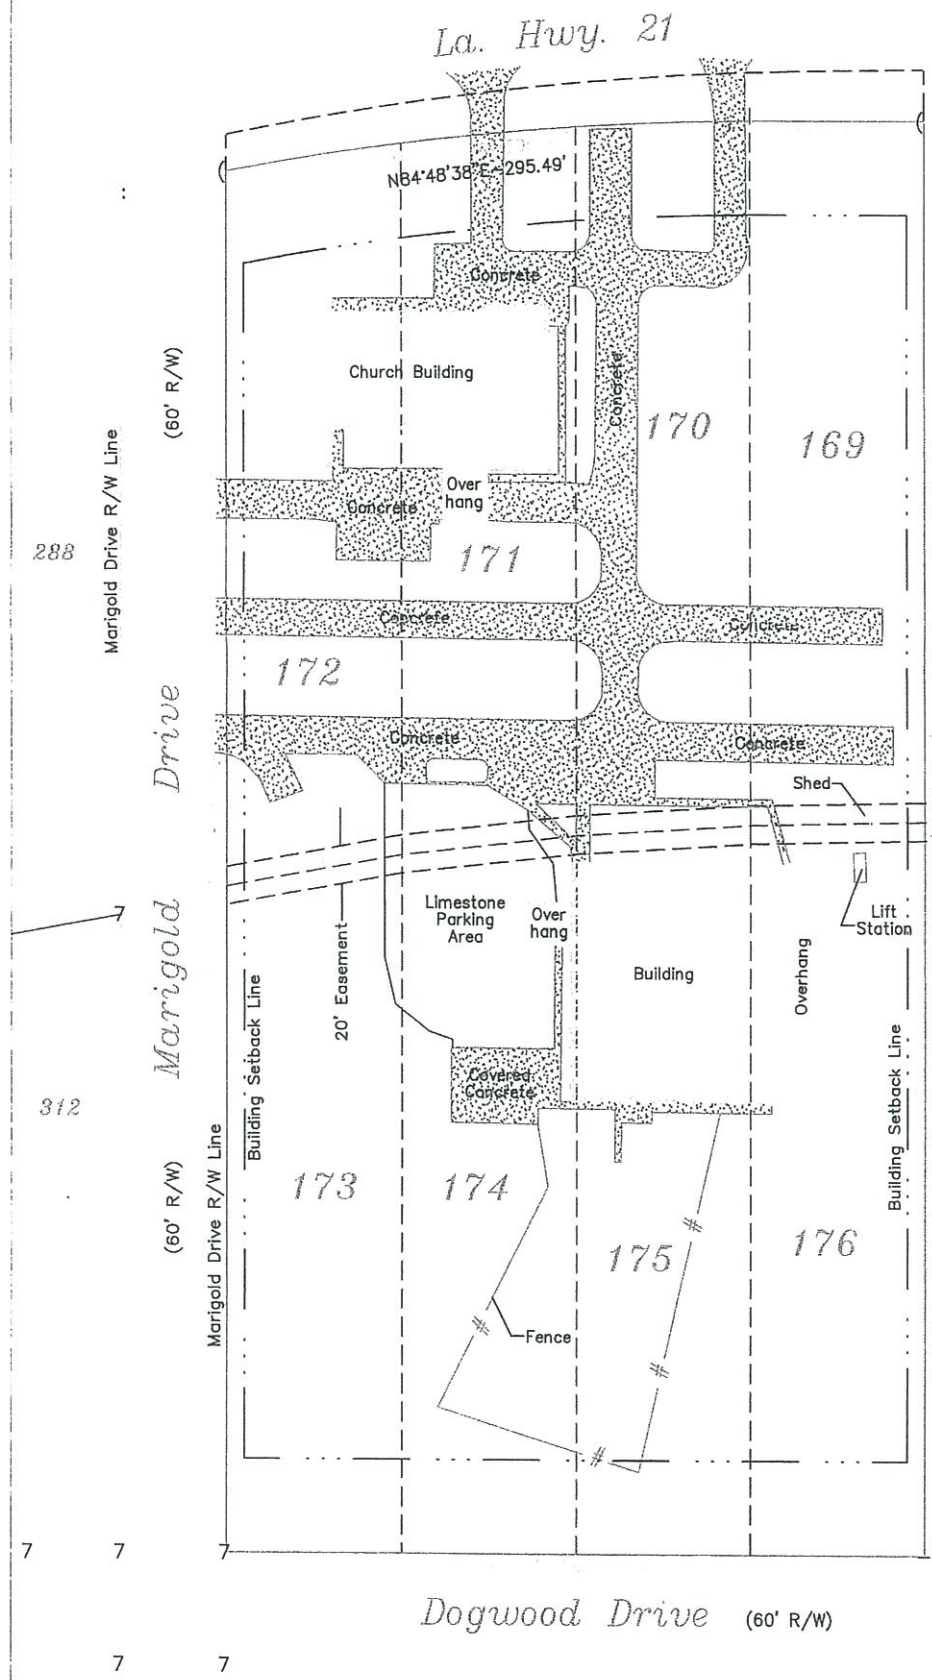 La. Hwy. 21
N84°48'38"E~295.49'
Concrete
(60' R/W)
Church Building
Concrete
170
169
Marigold Drive R/W Line
Over
hang
Concrete
288
171
Concrete
Concrete
172
Marigold Drive
Concrete
Concrete
Shed
7
Limestone
Parking
Area
Over
hang
Lift
Station
20' Easement
Building
Overhang
Building Setback Line
Building Setback Line
Covered
Concrete
312
(60' R/W)
Marigold Drive R/W Line
173
174
175
176
Fence
7
7
7
Dogwood Drive (60' R/W)
7
7